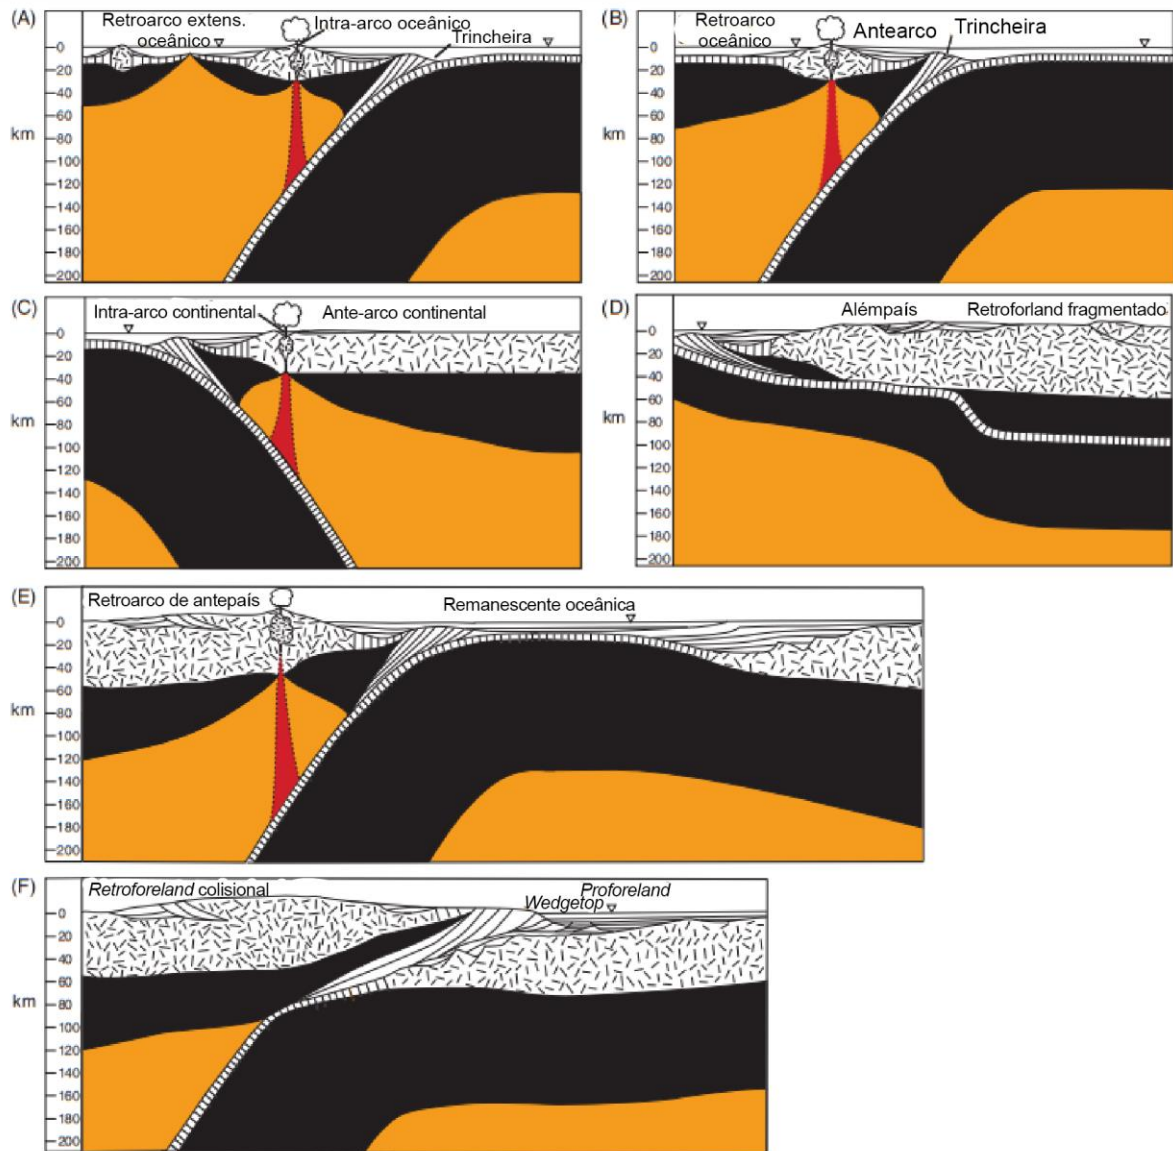 (A)
Retroarco extens.
oceânico
Intra-arco oceânico
Trincheira
0
20
40
60
80
100
120
140
160
180
200
km
(B)
Retroarco
oceânico
Antearco
Trincheira
0
20
40
60
80
100
120
140
160
180
200
km
(C)
Intra-arco continental
Ante-arco continental
0
20
40
60
80
100
120
140
160
180
200
km
(D)
Alémpaís
Retroforland fragmentado
0
20
40
60
80
100
120
140
160
180
200
km
(E)
Retroarco de antepaís
Remanescente oceânica
0
20
40
60
80
100
120
140
160
180
200
km
(F)
Retroforeland colisional
Proforeland
Wedgetop
0
20
40
60
80
100
120
140
160
180
200
km